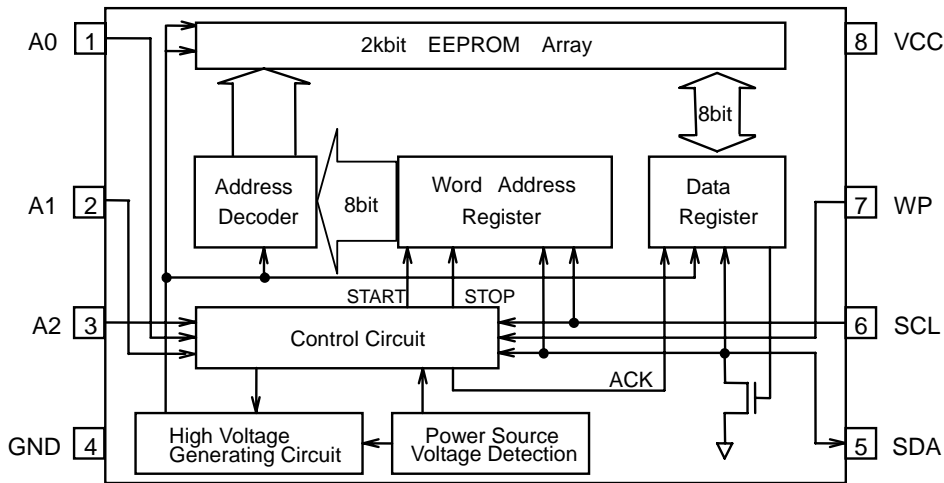 A0
1
2kbit EEPROM Array
8
VCC
8bit
A1
2
Address
Decoder
8bit
Word Address
Register
Data
Register
7
WP
START
STOP
A2
3
Control Circuit
6
SCL
ACK
GND
4
High Voltage
Generating Circuit
Power Source
Voltage Detection
5
SDA